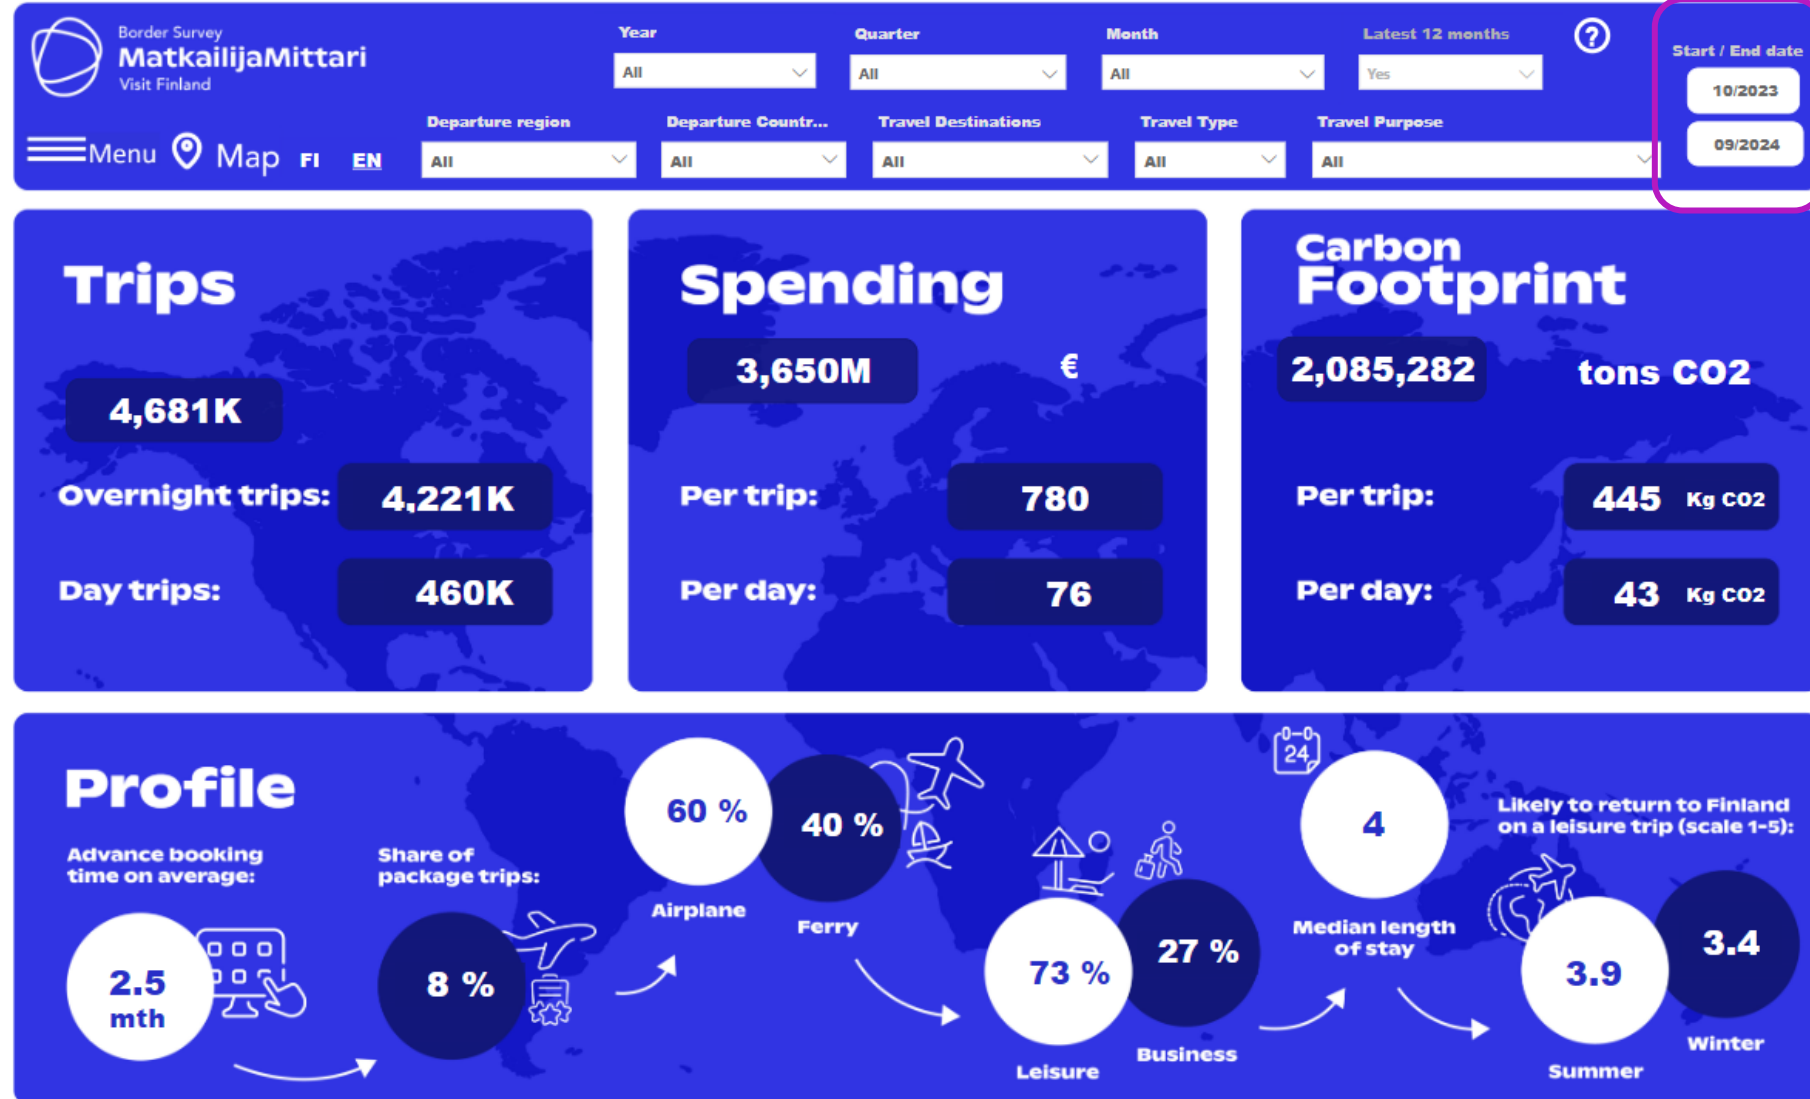 Border Survey
MatkailijaMittari
Visit Finland
Menu
Map
FI
EN
Year
All
Quarter
All
Month
All
Latest 12 months
Yes
?
Start / End date
10/2023
09/2024
Departure region
All
Departure Countr...
All
Travel Destinations
All
Travel Type
All
Travel Purpose
All
Trips
4,681K
Overnight trips:
4,221K
Day trips:
460K
Spending
3,650M
€
Per trip:
780
Per day:
76
Carbon
Footprint
2,085,282
tons CO2
Per trip:
445 Kg CO2
Per day:
43 Kg CO2
Profile
Advance booking
time on average:
2.5
mth
Share of
package trips:
8 %
60 %
Airplane
40 %
Ferry
73 %
Leisure
27 %
Business
24
4
Median length
of stay
Likely to return to Finland
on a leisure trip (scale 1-5):
3.9
Summer
3.4
Winter